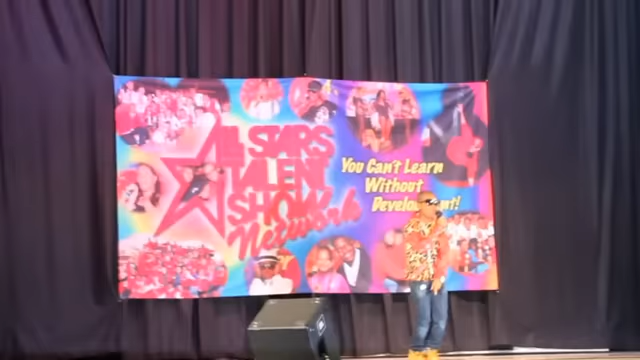 ALL STARS
TALENT
SHOW
Network
You Can't Learn
Without
Development!